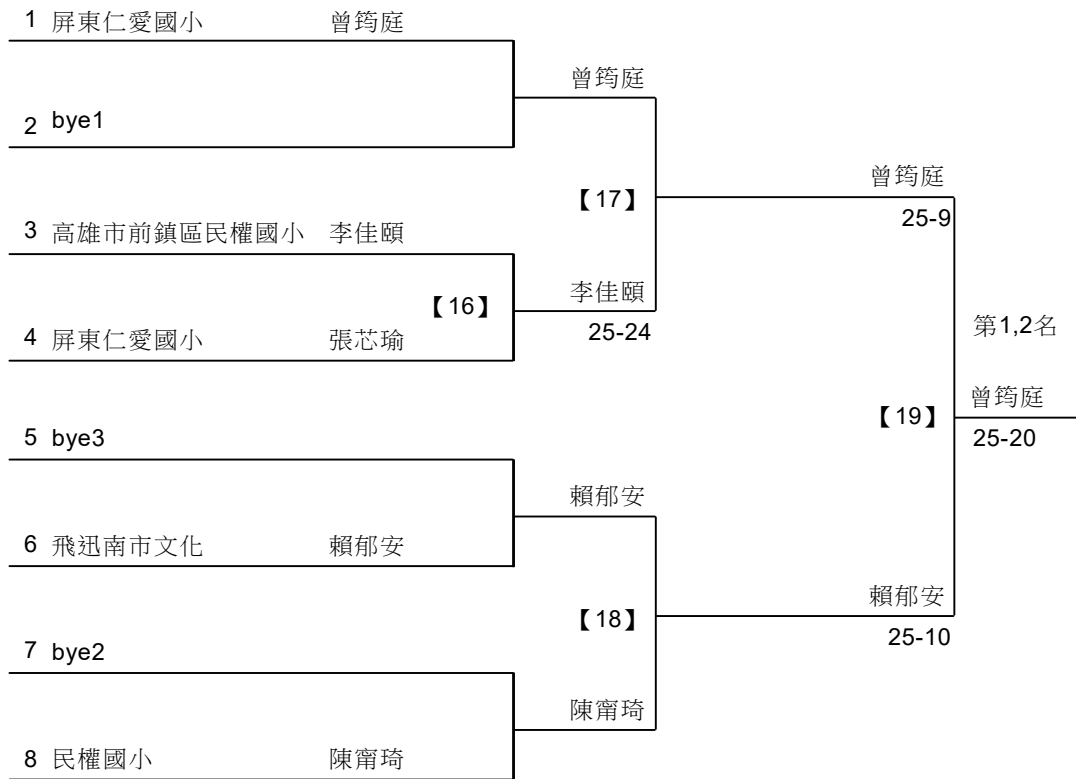 1 屏東仁愛國小 曾筠庭
曾筠庭
2 bye1
曾筠庭
【17】
25-9
3 高雄市前鎮區民權國小 李佳頤
李佳頤
【16】
25-24
第1,2名
4 屏東仁愛國小 張芯瑜
曾筠庭
【19】
25-20
5 bye3
賴郁安
6 飛迅南市文化 賴郁安
賴郁安
【18】
25-10
7 bye2
陳甯琦
8 民權國小 陳甯琦